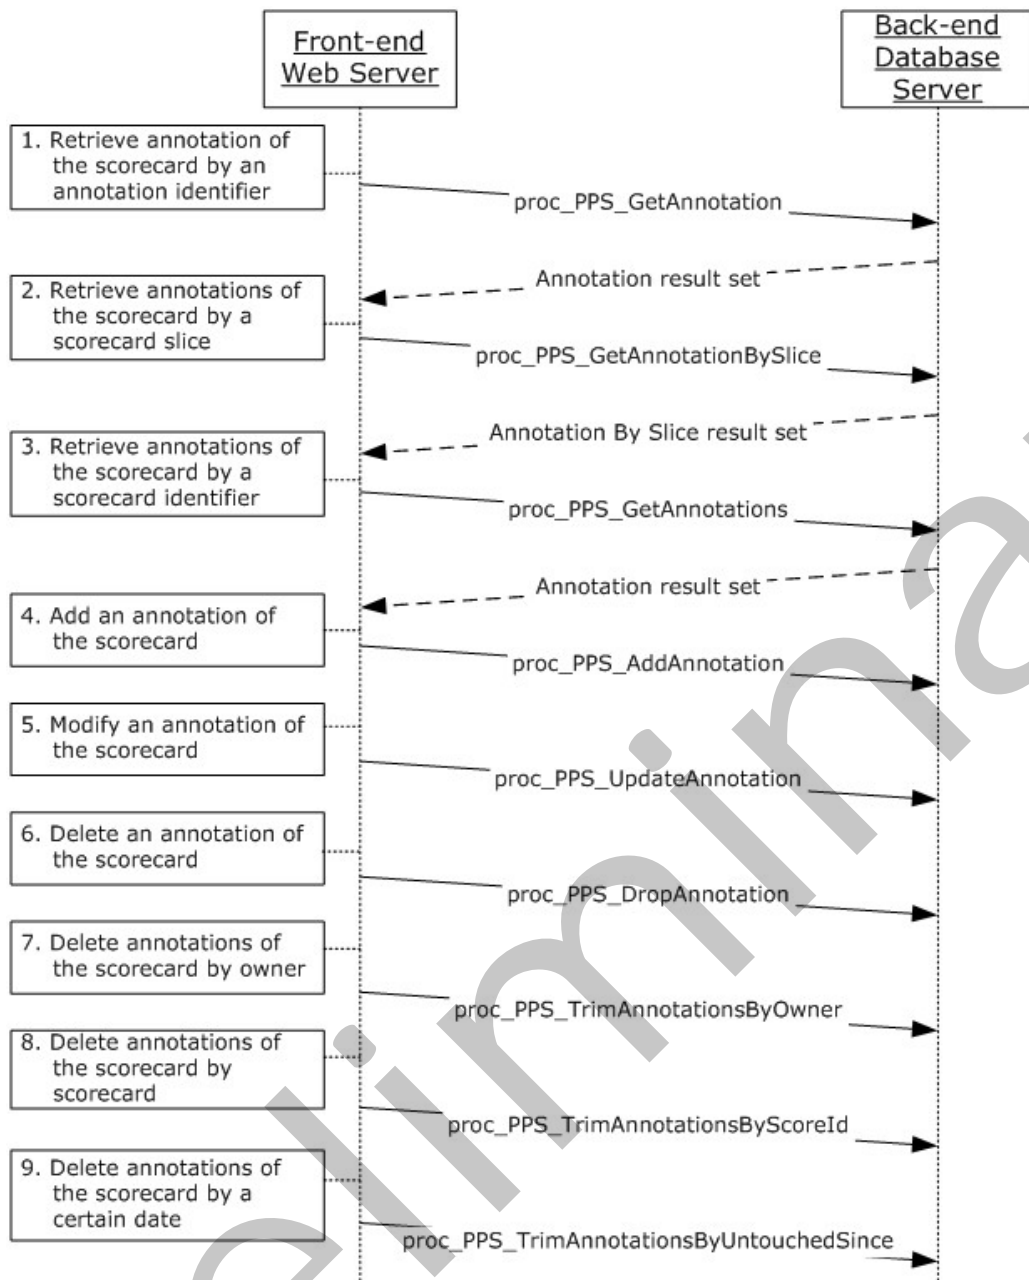 Front-end
Web Server
Back-end
Database
Server
1. Retrieve annotation of
the scorecard by an
annotation identifier
proc_PPS_GetAnnotation
Annotation result set
2. Retrieve annotations of
the scorecard by a
scorecard slice
proc_PPS_GetAnnotationBySlice
Annotation By Slice result set
3. Retrieve annotations of
the scorecard by a
scorecard identifier
proc_PPS_GetAnnotations
Annotation result set
4. Add an annotation of
the scorecard
proc_PPS_AddAnnotation
5. Modify an annotation of
the scorecard
proc_PPS_UpdateAnnotation
6. Delete an annotation of
the scorecard
proc_PPS_DropAnnotation
7. Delete annotations of
the scorecard by owner
proc_PPS_TrimAnnotationsByOwner
8. Delete annotations of
the scorecard by
scorecard
proc_PPS_TrimAnnotationsByScoreId
9. Delete annotations of
the scorecard by a
certain date
proc_PPS_TrimAnnotationsByUntouchedSince
elimina